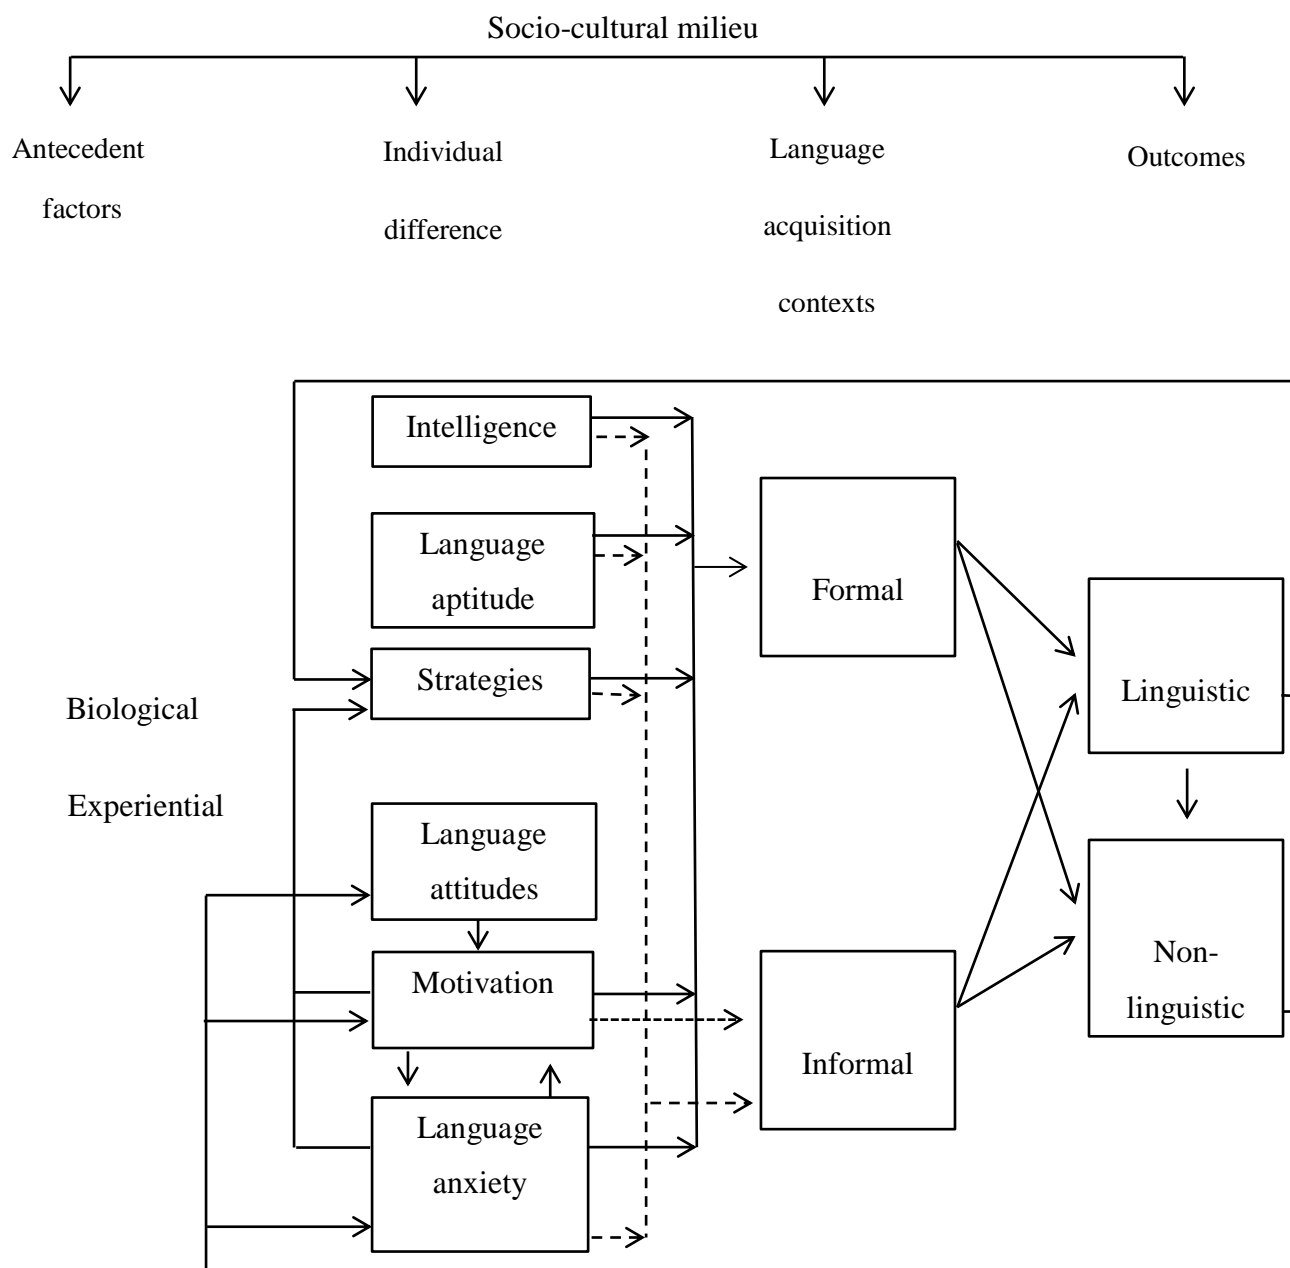 Socio-cultural milieu
Antecedent
factors
Individual
difference
Language
acquisition
contexts
Outcomes
Biological
Experiential
Intelligence
Language
aptitude
Strategies
Language
attitudes
Motivation
Language
anxiety
Formal
Informal
Linguistic
Non-
linguistic